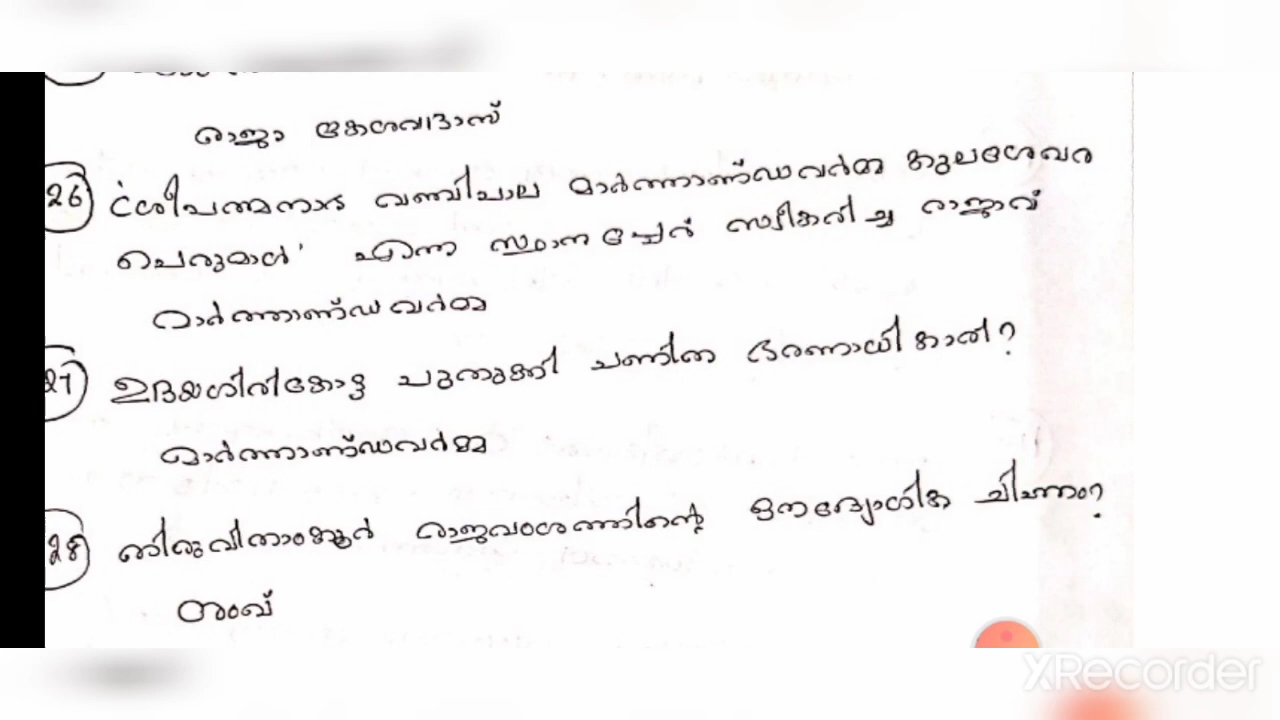 രാജാ കേശവദാസ്
26 ശ്രീപത്മനാഭ വഞ്ചിപാല മാർത്താണ്ഡവർമ്മ കുലശേഖര
പെരുമാൾ' എന്ന സ്ഥാനപ്പേര് സ്വീകരിച്ച രാജാവ്
മാർത്താണ്ഡവർമ്മ
27 ഉദയഗിരികോട്ട പുതുക്കി പണിത ഭരണാധികാരി?
മാർത്താണ്ഡവർമ്മ
28 തിരുവിതാംകൂർ രാജവംശത്തിന്റെ ഔദ്യോഗിക ചിഹ്നം?
ശംഖ്
XRecorder